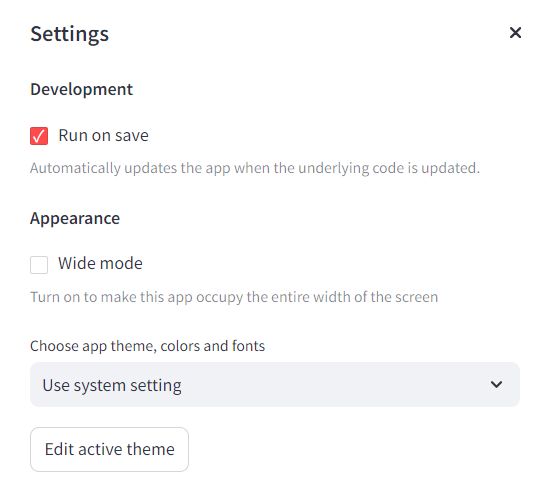 Settings
Development
Run on save
Automatically updates the app when the underlying code is updated.
Appearance
Wide mode
Turn on to make this app occupy the entire width of the screen
Choose app theme, colors and fonts
Use system setting
Edit active theme